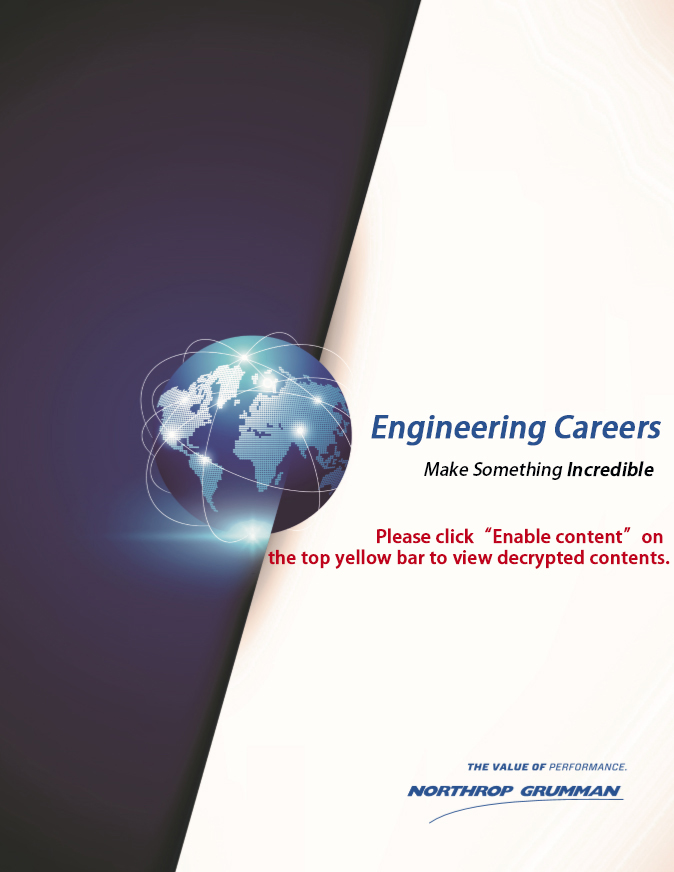 Engineering Careers
Make Something Incredible
Please click “Enable content” on
the top yellow bar to view decrypted contents.
THE VALUE OF PERFORMANCE.
NORTHROP GRUMMAN